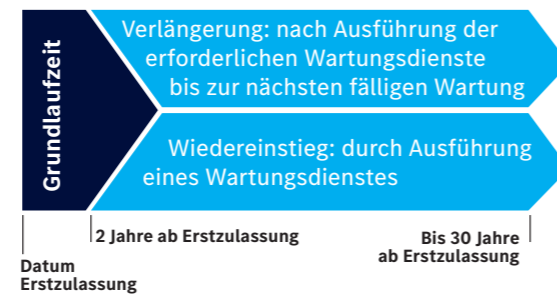 Grundlaufzeit
Verlängerung: nach Ausführung der
erforderlichen Wartungsdienste
bis zur nächsten fälligen Wartung
Wiedereinstieg: durch Ausführung
eines Wartungsdienstes
Datum
Erstzulassung
2 Jahre ab Erstzulassung
Bis 30 Jahre
ab Erstzulassung